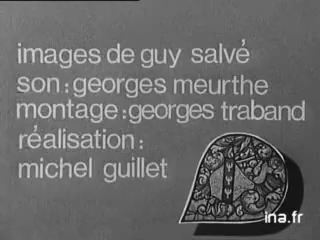 images de guy salvé
son: georges meurthe
montage: georges traband
réalisation:
michel guillet
ina.fr